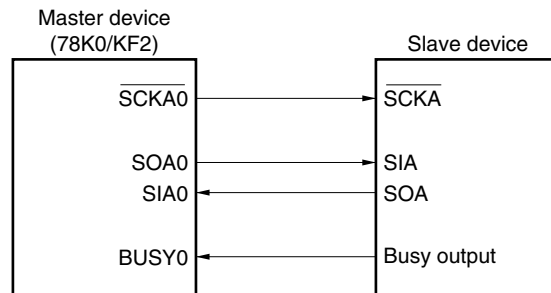 Master device
(78K0/KF2)
Slave device
SCKA0
SCKA
SOA0
SIA
SIA0
SOA
BUSY0
Busy output